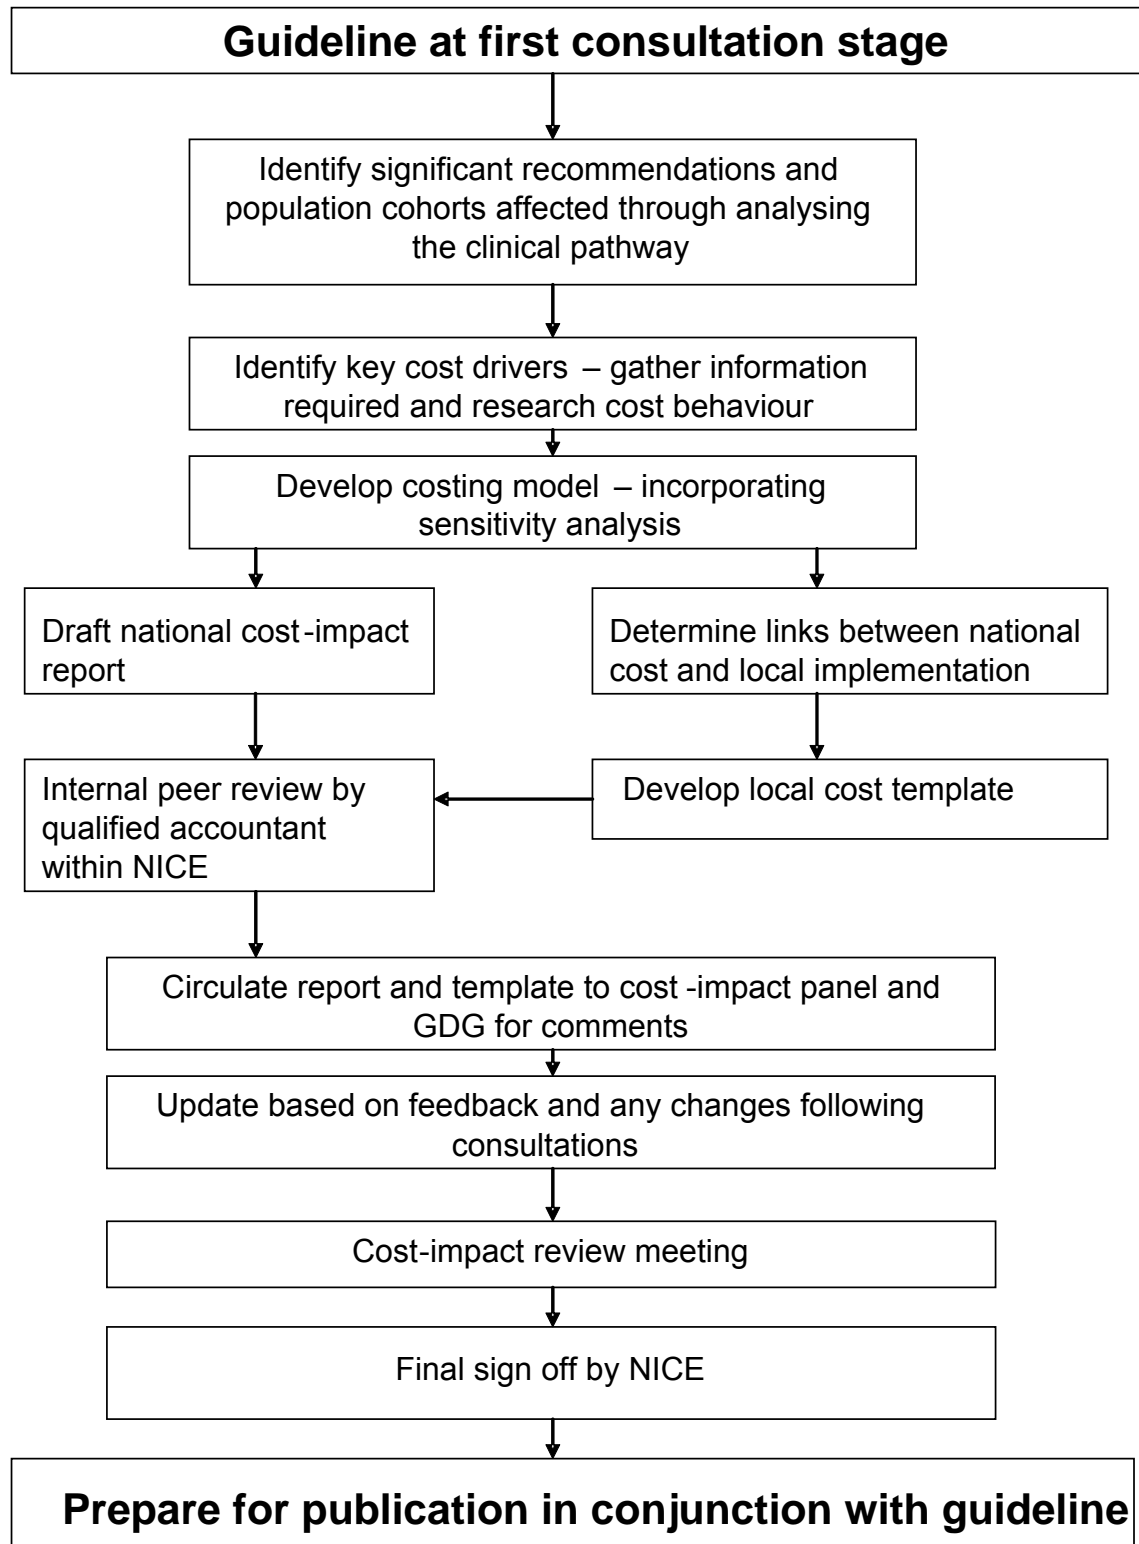 Guideline at first consultation stage
Identify significant recommendations and
population cohorts affected through analysing
the clinical pathway
Identify key cost drivers – gather information
required and research cost behaviour
Develop costing model – incorporating
sensitivity analysis
Draft national cost-impact
report
Determine links between national
cost and local implementation
Internal peer review by
qualified accountant
within NICE
Develop local cost template
Circulate report and template to cost-impact panel and
GDG for comments
Update based on feedback and any changes following
consultations
Cost-impact review meeting
Final sign off by NICE
Prepare for publication in conjunction with guideline